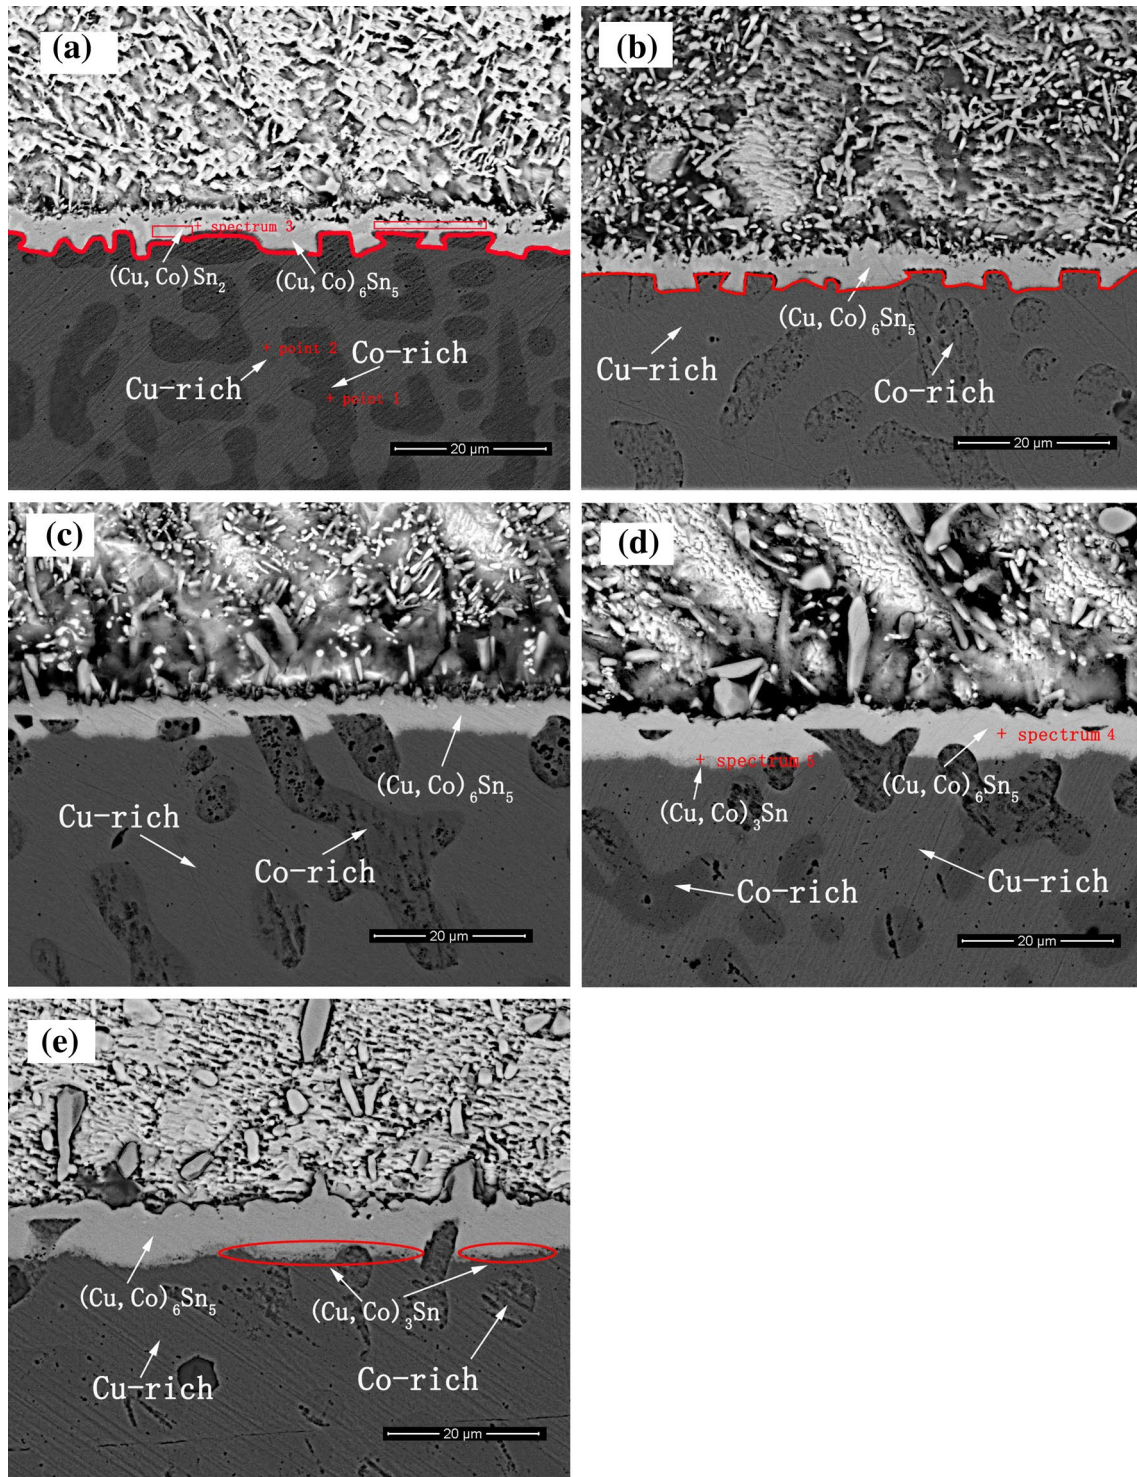 (a)
+ spectrum 3
(Cu, Co)Sn2
(Cu, Co)6Sn5
+ point 2
Co-rich
Cu-rich
+ point 1
20 µm
(b)
(Cu, Co)6Sn5
Cu-rich
Co-rich
20 µm
(c)
(Cu, Co)6Sn5
Cu-rich
Co-rich
20 µm
(d)
+ spectrum 4
+ spectrum 5
(Cu, Co)3Sn
(Cu, Co)6Sn5
Co-rich
Cu-rich
20 µm
(e)
(Cu, Co)6Sn5
(Cu, Co)3Sn
Cu-rich
Co-rich
20 µm